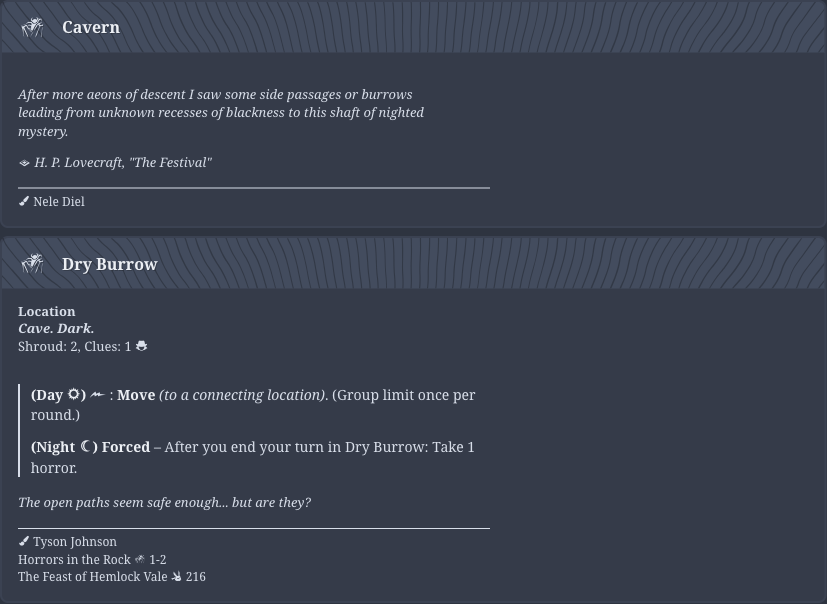 Cavern
After more aeons of descent I saw some side passages or burrows
leading from unknown recesses of blackness to this shaft of nighted
mystery.
H. P. Lovecraft, "The Festival"
Nele Diel
Dry Burrow
Location
Cave. Dark.
Shroud: 2, Clues: 1
(Day ) : Move (to a connecting location). (Group limit once per
round.)
(Night ) Forced – After you end your turn in Dry Burrow: Take 1
horror.
The open paths seem safe enough... but are they?
Tyson Johnson
Horrors in the Rock 1-2
The Feast of Hemlock Vale 216